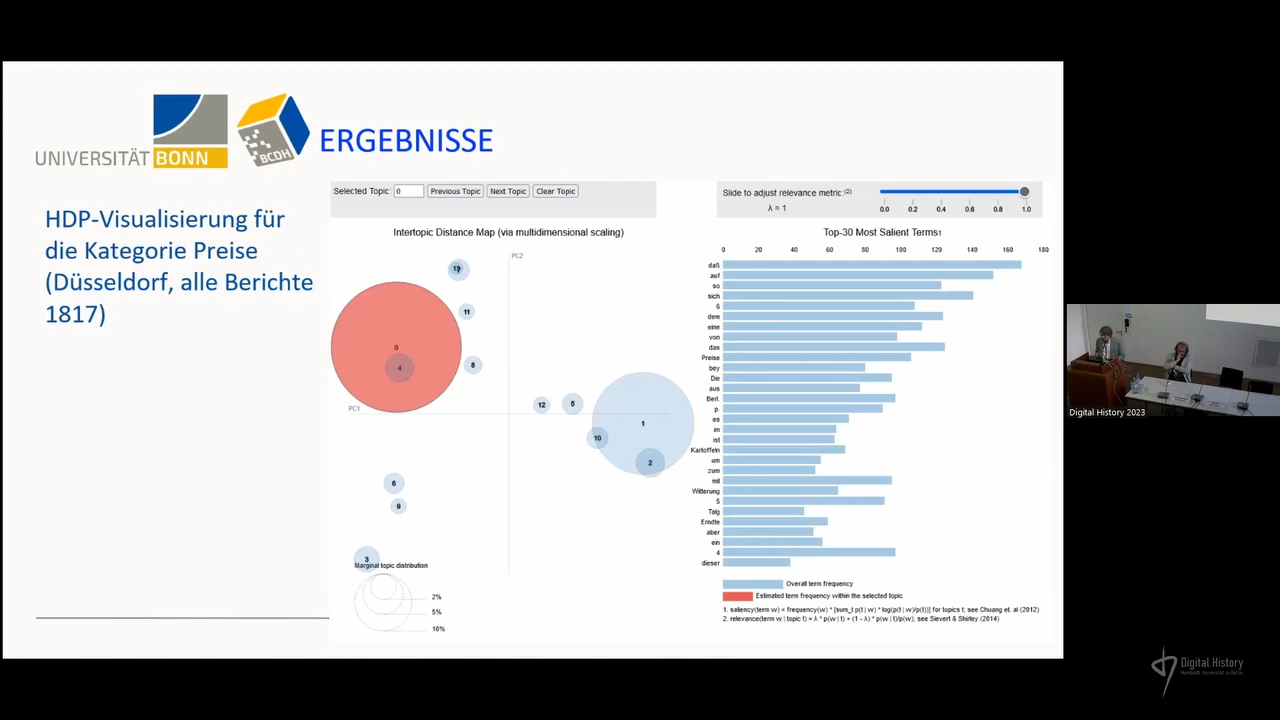 UNIVERSITÄT BONN
BCDH
ERGEBNISSE
HDP-Visualisierung für
die Kategorie Preise
(Düsseldorf, alle Berichte
1817)
Selected Topic: 0 Previous Topic Next Topic Clear Topic
Slide to adjust relevance metric:(2)
λ = 1
0.0 0.2 0.4 0.6 0.8 1.0
Intertopic Distance Map (via multidimensional scaling)
PC2
PC1
0
4
11
8
12
5
1
10
2
6
9
3
Marginal topic distribution
2%
5%
10%
Top-30 Most Salient Terms1
0 20 40 60 80 100 120 140 160 180
daß
auf
so
sich
6
dem
eine
von
das
Preise
bey
Die
aus
Berl.
p.
es
im
ist
Kartoffeln
um
zum
mit
Witterung
5
Talg
Erndte
aber
ein
4
dieser
Overall term frequency
Estimated term frequency within the selected topic
1. saliency(term w) = frequency(w) * [sum_t p(t | w) * log(p(t | w)/p(t))] for topics t; see Chuang et. al (2012)
2. relevance(term w | topic t) = λ * p(w | t) + (1 - λ) * p(w | t)/p(w); see Sievert & Shirley (2014)
Digital History 2023
Digital History
Humboldt-Universität zu Berlin